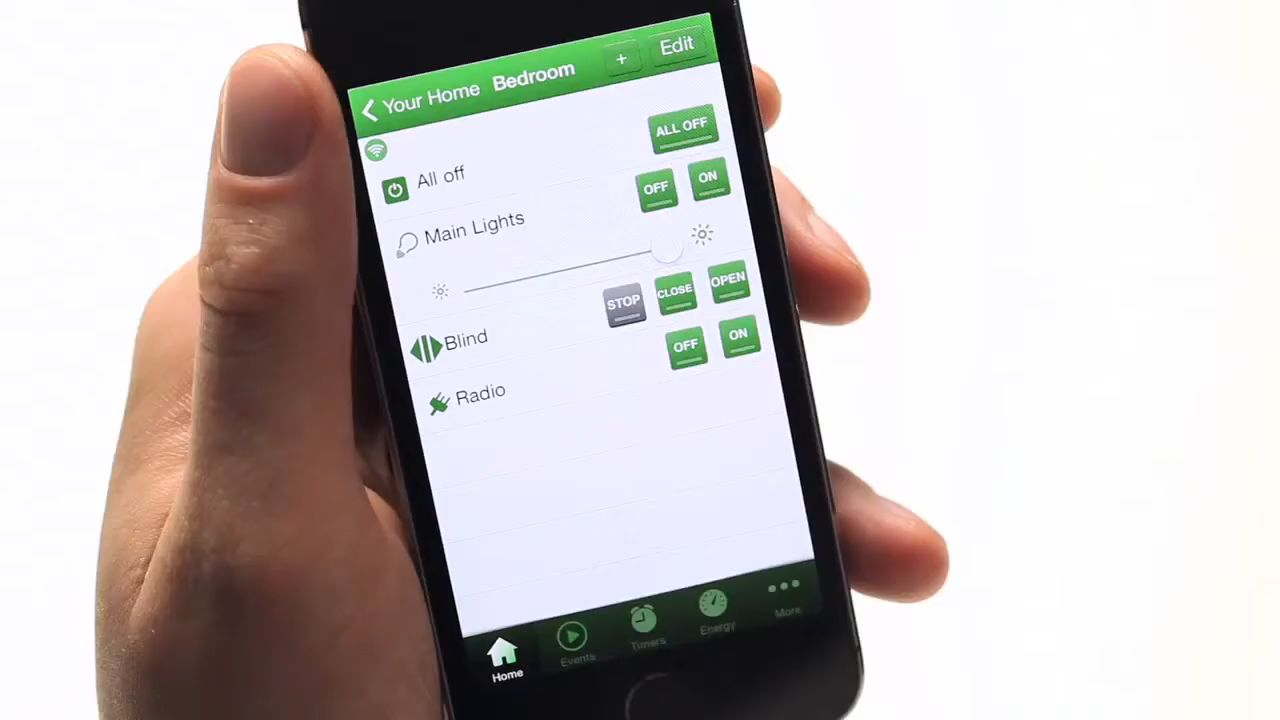 Your Home Bedroom + Edit
All off ALL OFF
Main Lights OFF ON
Blind STOP CLOSE OPEN
Radio OFF ON
Home Events Timers Energy More